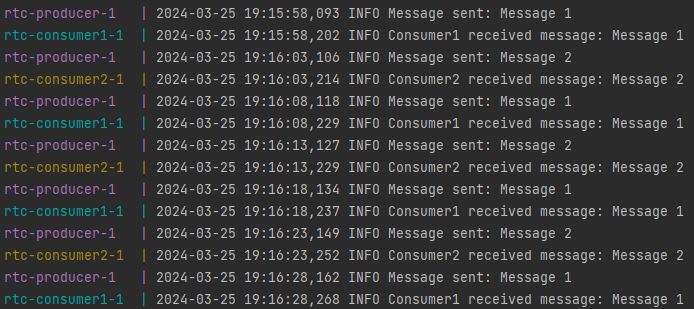 rtc-producer-1   | 2024-03-25 19:15:58,093 INFO Message sent: Message 1
rtc-consumer1-1  | 2024-03-25 19:15:58,202 INFO Consumer1 received message: Message 1
rtc-producer-1   | 2024-03-25 19:16:03,106 INFO Message sent: Message 2
rtc-consumer2-1  | 2024-03-25 19:16:03,214 INFO Consumer2 received message: Message 2
rtc-producer-1   | 2024-03-25 19:16:08,118 INFO Message sent: Message 1
rtc-consumer1-1  | 2024-03-25 19:16:08,229 INFO Consumer1 received message: Message 1
rtc-producer-1   | 2024-03-25 19:16:13,127 INFO Message sent: Message 2
rtc-consumer2-1  | 2024-03-25 19:16:13,229 INFO Consumer2 received message: Message 2
rtc-producer-1   | 2024-03-25 19:16:18,134 INFO Message sent: Message 1
rtc-consumer1-1  | 2024-03-25 19:16:18,237 INFO Consumer1 received message: Message 1
rtc-producer-1   | 2024-03-25 19:16:23,149 INFO Message sent: Message 2
rtc-consumer2-1  | 2024-03-25 19:16:23,252 INFO Consumer2 received message: Message 2
rtc-producer-1   | 2024-03-25 19:16:28,162 INFO Message sent: Message 1
rtc-consumer1-1  | 2024-03-25 19:16:28,268 INFO Consumer1 received message: Message 1